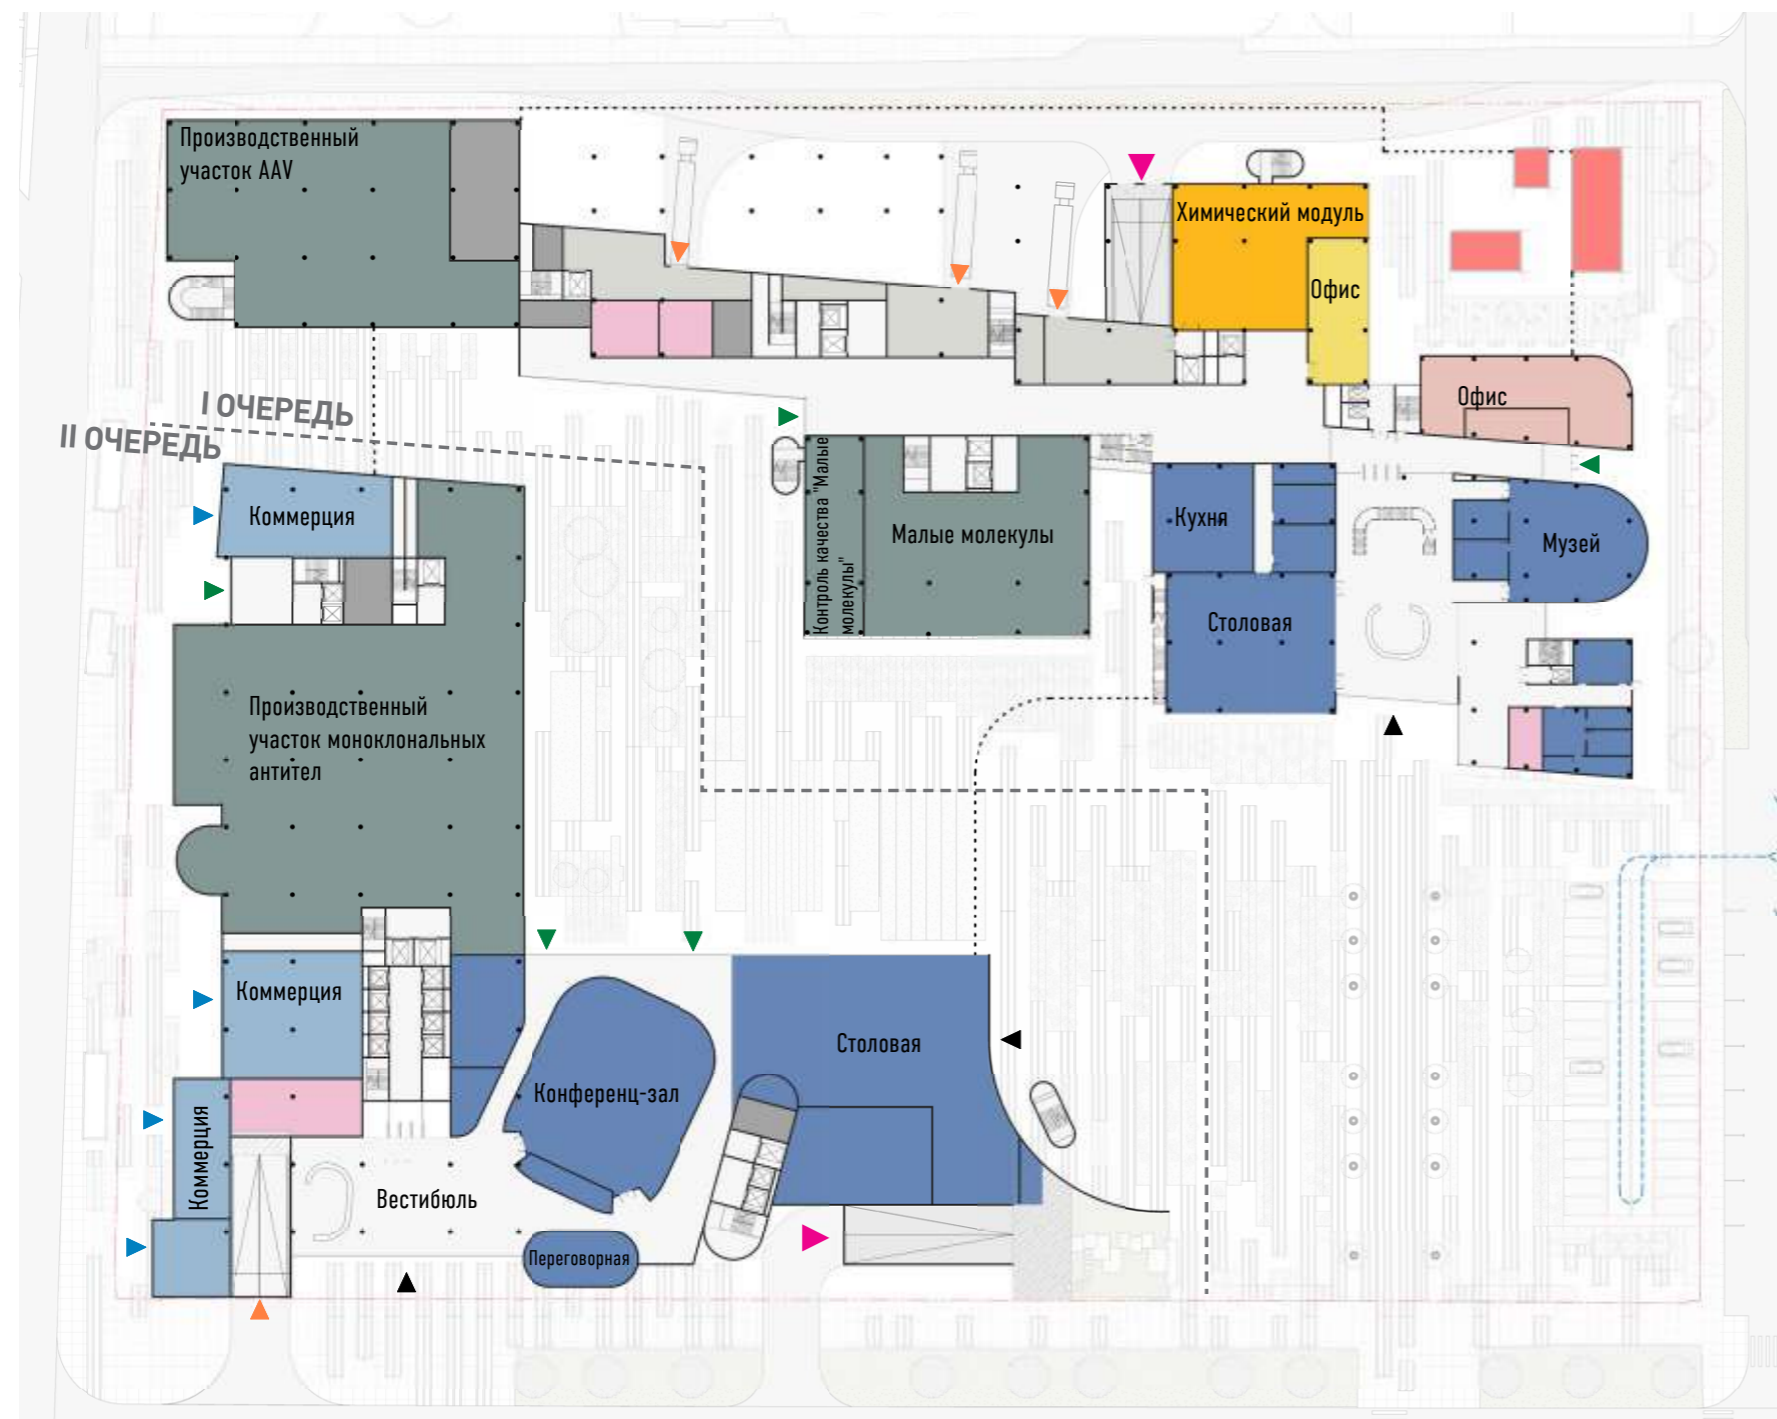 Производственный
участок AAV
Химический модуль
Офис
Офис
I ОЧЕРЕДЬ
II ОЧЕРЕДЬ
Коммерция
Контроль качества "Малые
молекулы"
Малые молекулы
Кухня
Музей
Столовая
Производственный
участок моноклональных
антител
Коммерция
Столовая
Конференц-зал
Коммерция
Вестибюль
Переговорная